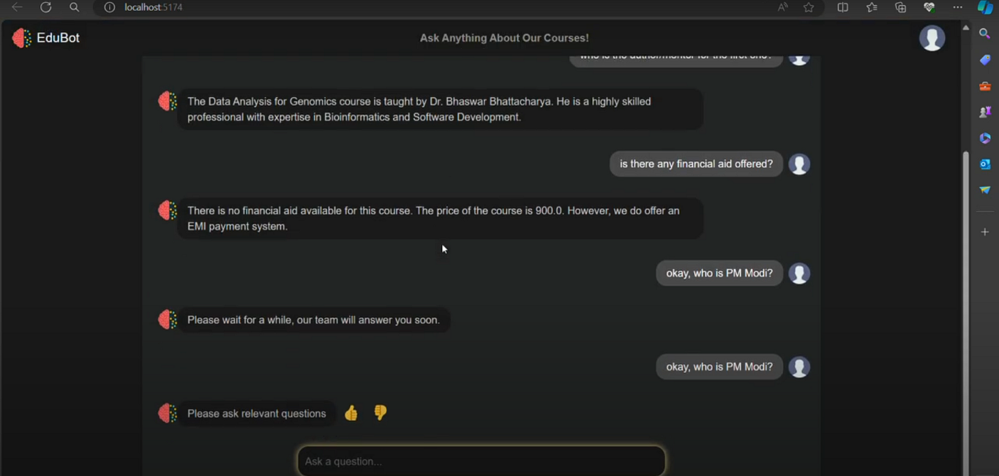 localhost:5174
EduBot
Ask Anything About Our Courses!
who is the author/mentor for the first one?
The Data Analysis for Genomics course is taught by Dr. Bhaswar Bhattacharya. He is a highly skilled
professional with expertise in Bioinformatics and Software Development.
is there any financial aid offered?
There is no financial aid available for this course. The price of the course is 900.0. However, we do offer an
EMI payment system.
okay, who is PM Modi?
Please wait for a while, our team will answer you soon.
okay, who is PM Modi?
Please ask relevant questions
Ask a question...